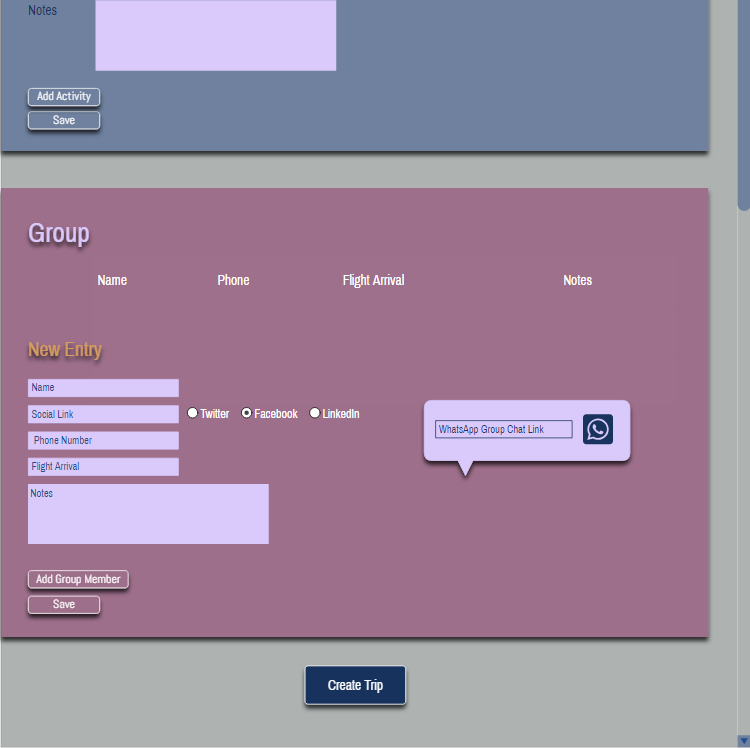 Notes
Add Activity
Save
Group
Name Phone Flight Arrival Notes
New Entry
Name
Social Link Twitter Facebook LinkedIn
Phone Number
Flight Arrival
Notes
WhatsApp Group Chat Link
Add Group Member
Save
Create Trip